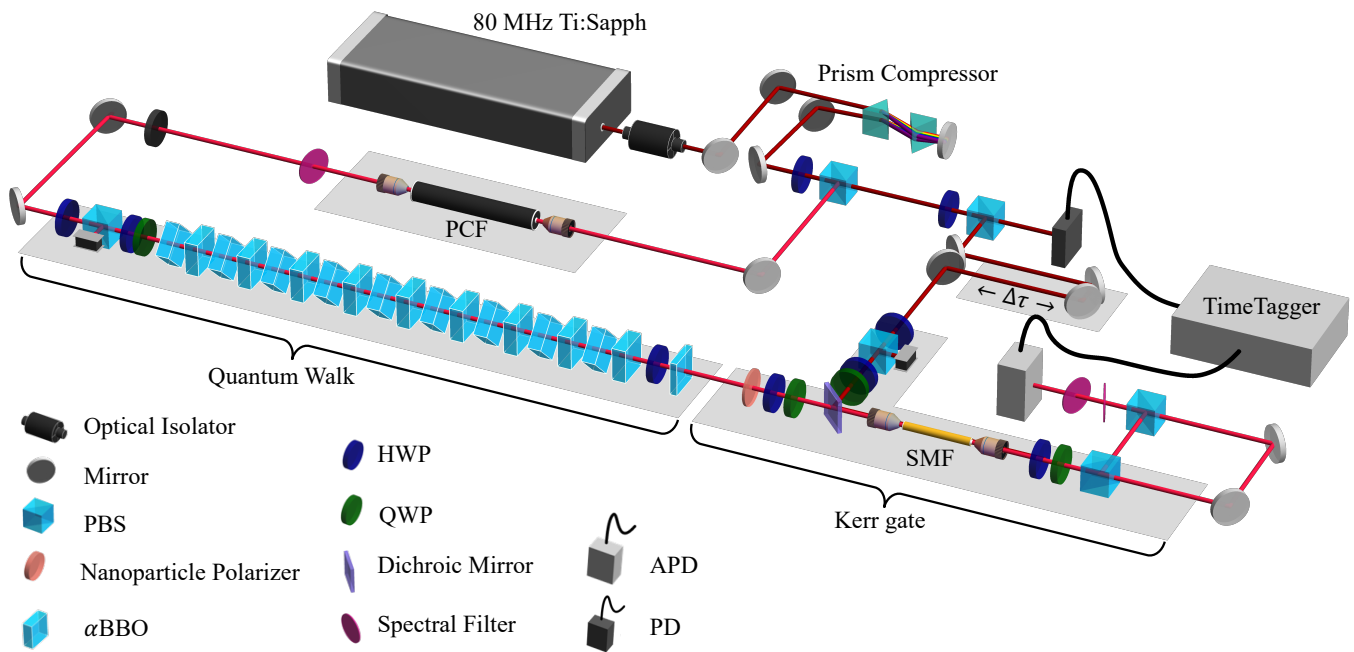 80 MHz Ti:Sapph
Prism Compressor
PCF
← Δτ →
TimeTagger
Quantum Walk
SMF
Kerr gate
Optical Isolator
Mirror
PBS
Nanoparticle Polarizer
αBBO
HWP
QWP
Dichroic Mirror
Spectral Filter
APD
PD